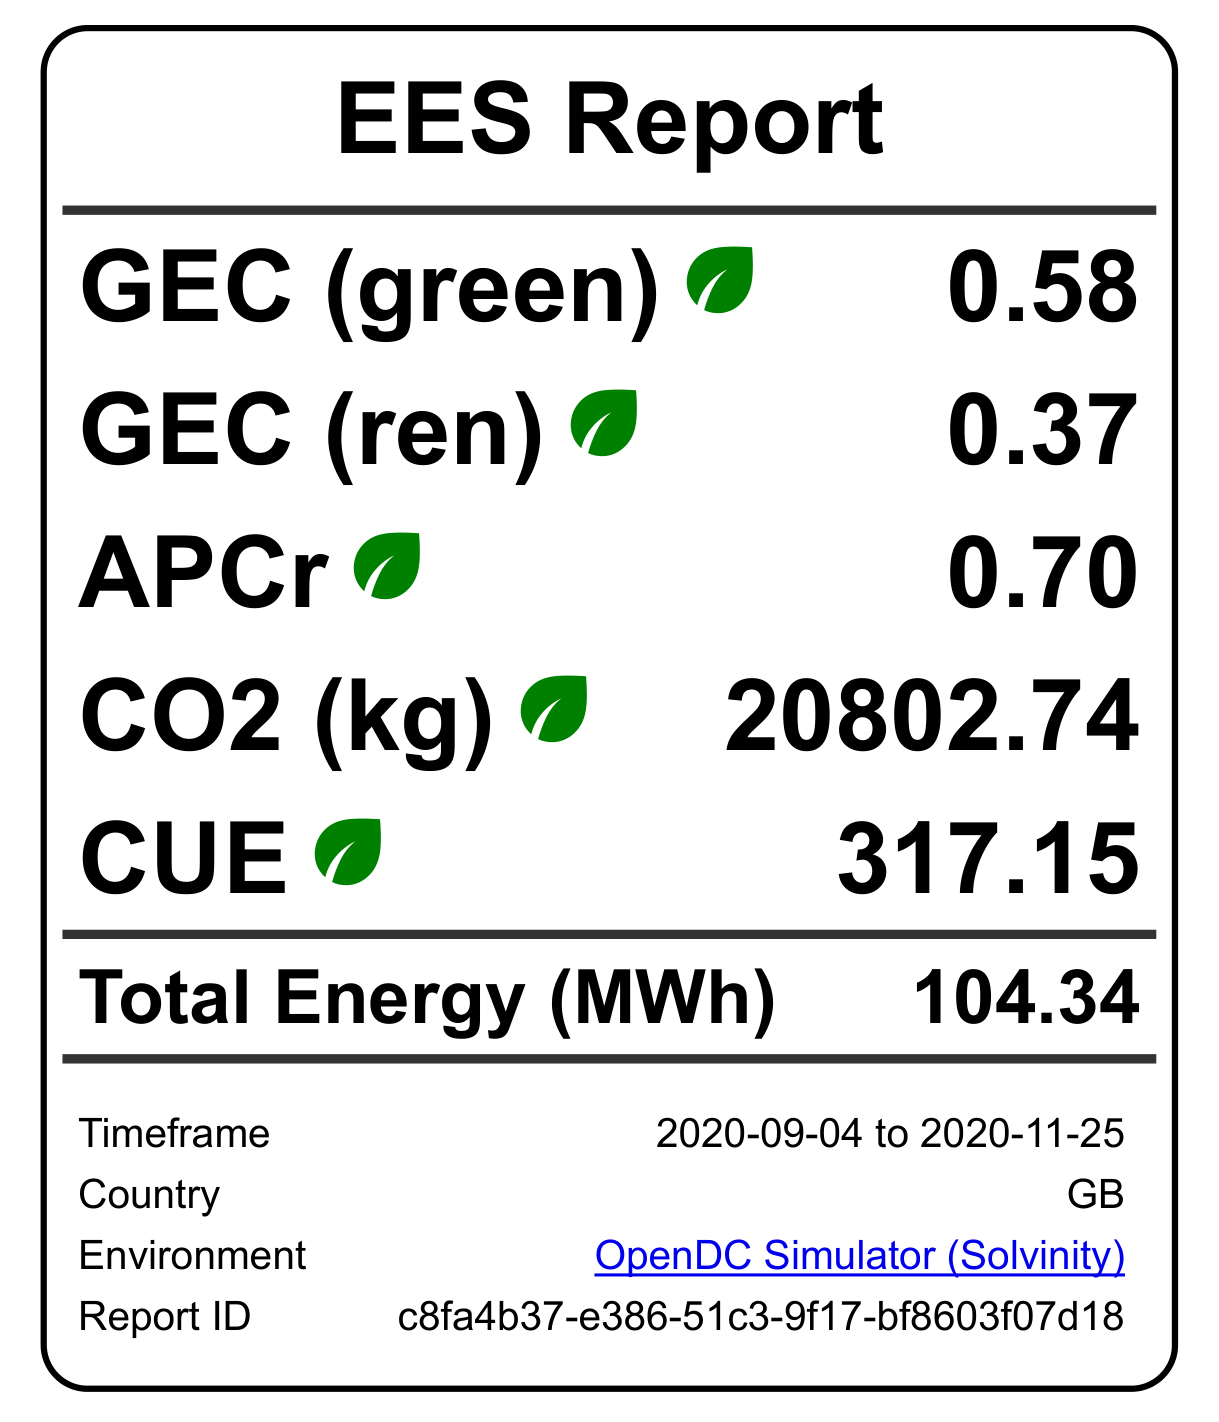 EES Report
GEC (green) 0.58
GEC (ren) 0.37
APCr 0.70
CO2 (kg) 20802.74
CUE 317.15
Total Energy (MWh) 104.34
Timeframe 2020-09-04 to 2020-11-25
Country GB
Environment OpenDC Simulator (Solvinity)
Report ID c8fa4b37-e386-51c3-9f17-bf8603f07d18